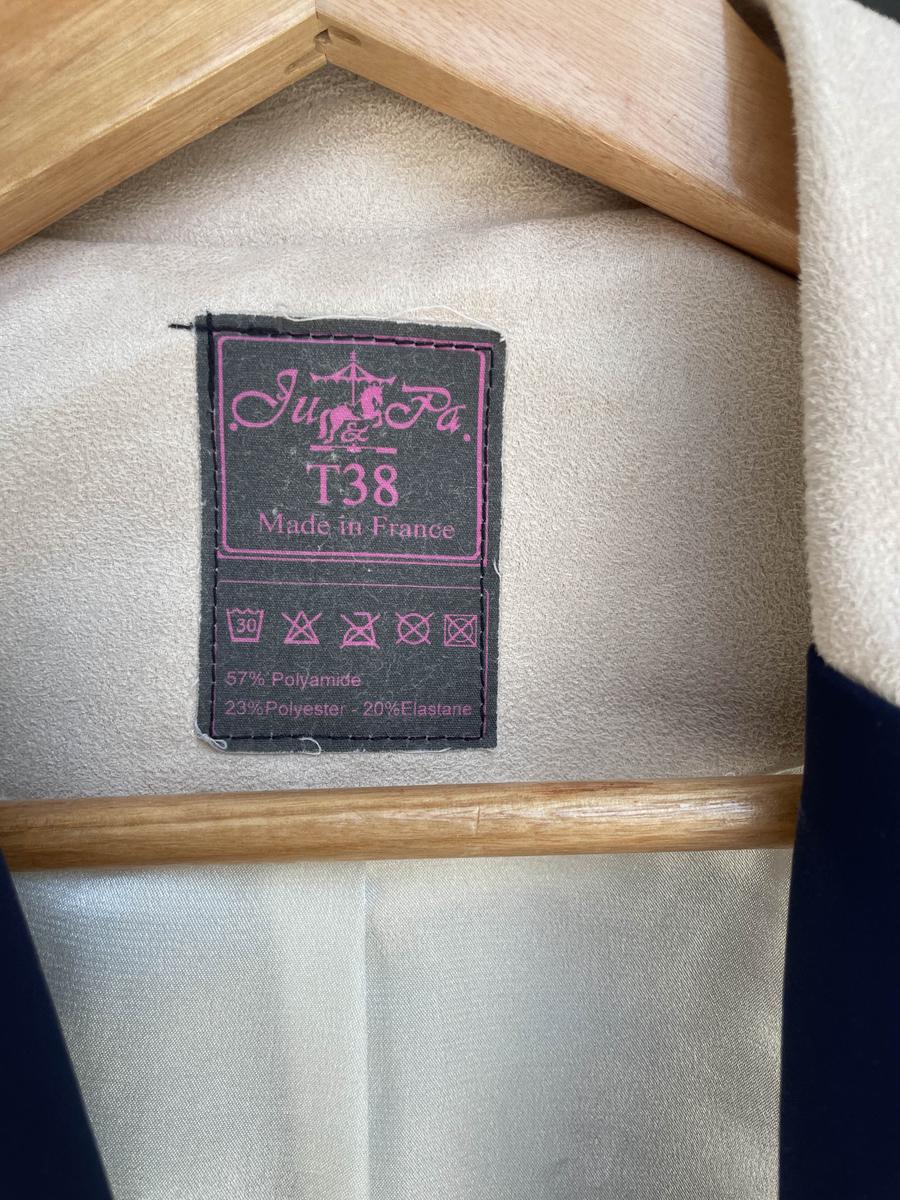 Ju & Pa
T38
Made in France
30
57% Polyamide
23%Polyester - 20%Elastane